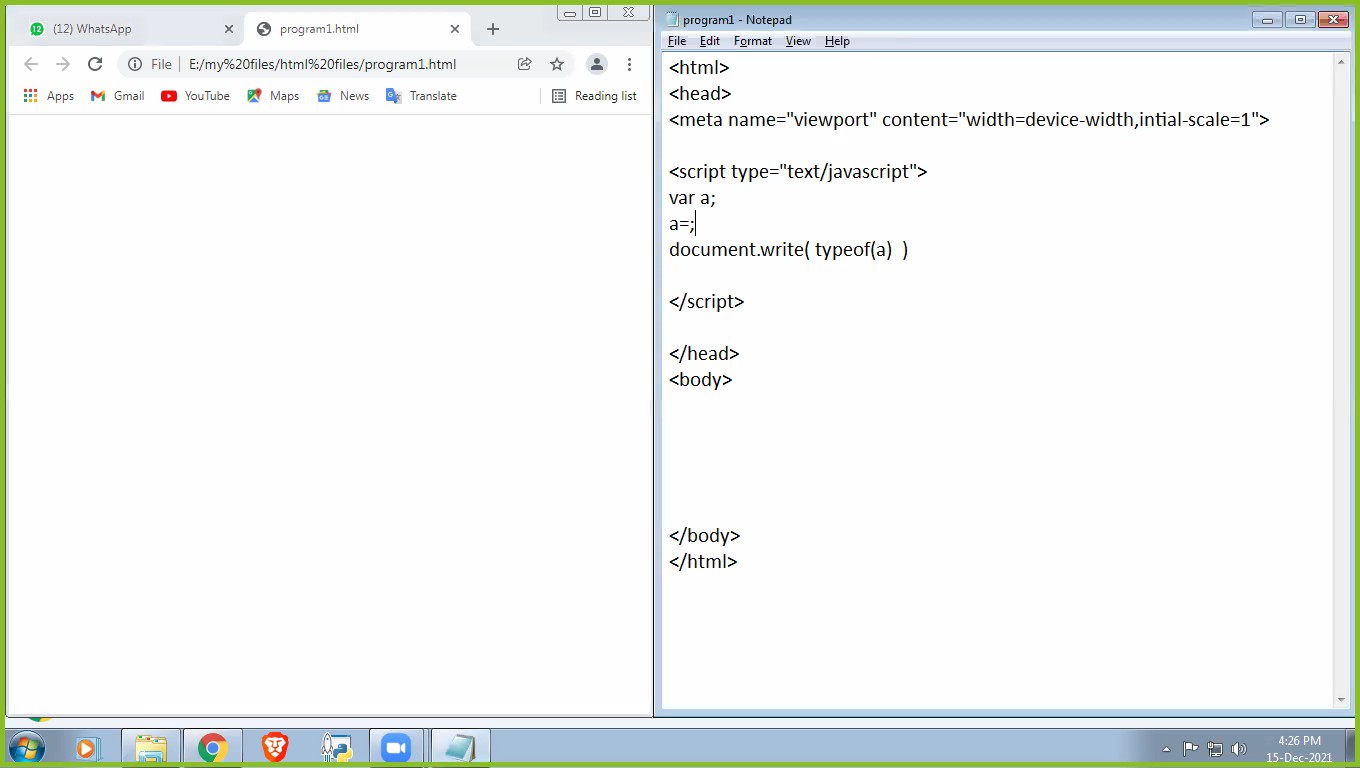 12 (12) WhatsApp
program1.html
File E:/my%20files/html%20files/program1.html
Apps Gmail YouTube Maps News Translate Reading list
program1 - Notepad
File Edit Format View Help
<html>
<head>
<meta name="viewport" content="width=device-width,intial-scale=1">
<script type="text/javascript">
var a;
a=;
document.write( typeof(a)  )
</script>
</head>
<body>
</body>
</html>
4:26 PM
15-Dec-2021